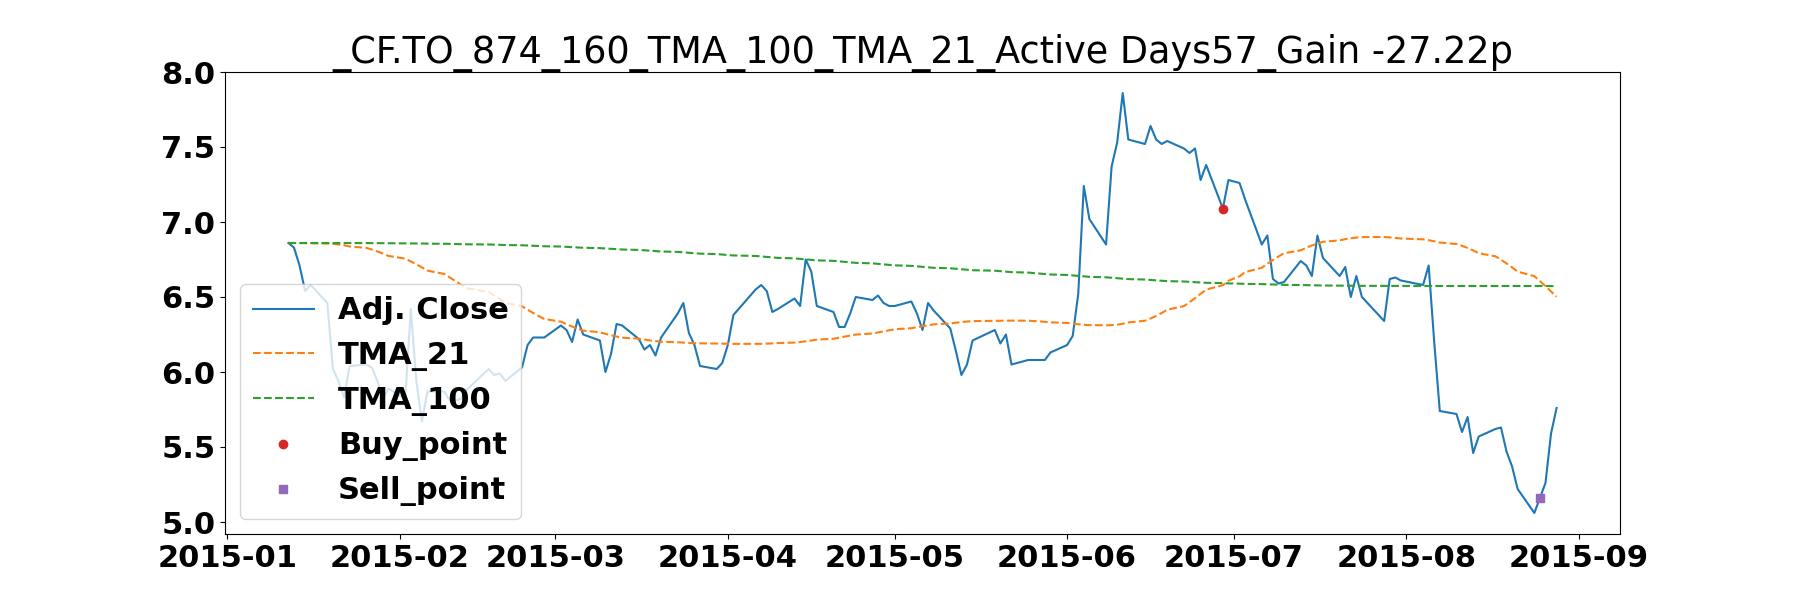 _CF.TO_874_160_TMA_100_TMA_21_Active Days57_Gain -27.22p
8.0
7.5
7.0
6.5
6.0
5.5
5.0
Adj. Close
TMA_21
TMA_100
Buy_point
Sell_point
2015-01 2015-02 2015-03 2015-04 2015-05 2015-06 2015-07 2015-08 2015-09